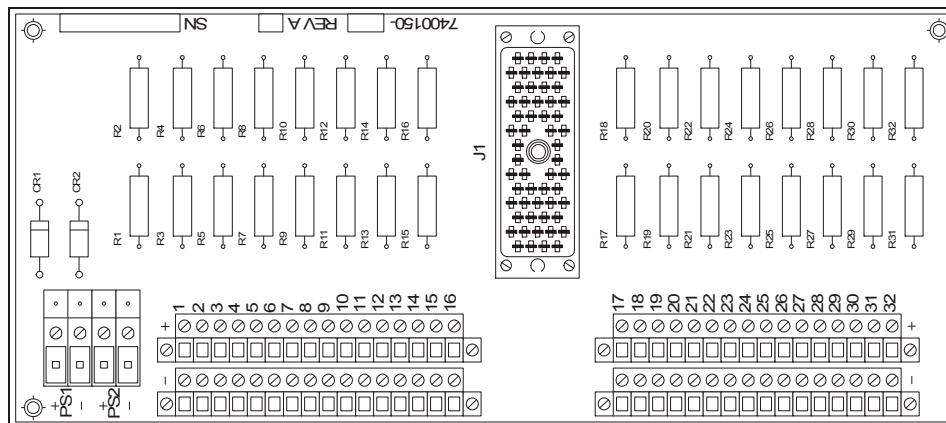 7400150-
REV A
SN
R2 R4 R6 R8 R10 R12 R14 R16
R18 R20 R22 R24 R26 R28 R30 R32
J1
CR1 CR2
R1 R3 R5 R7 R9 R11 R13 R15
R17 R19 R21 R23 R25 R27 R29 R31
1 2 3 4 5 6 7 8 9 10 11 12 13 14 15 16
17 18 19 20 21 22 23 24 25 26 27 28 29 30 31 32
+ +
- -
+ - + -
PS1 PS2